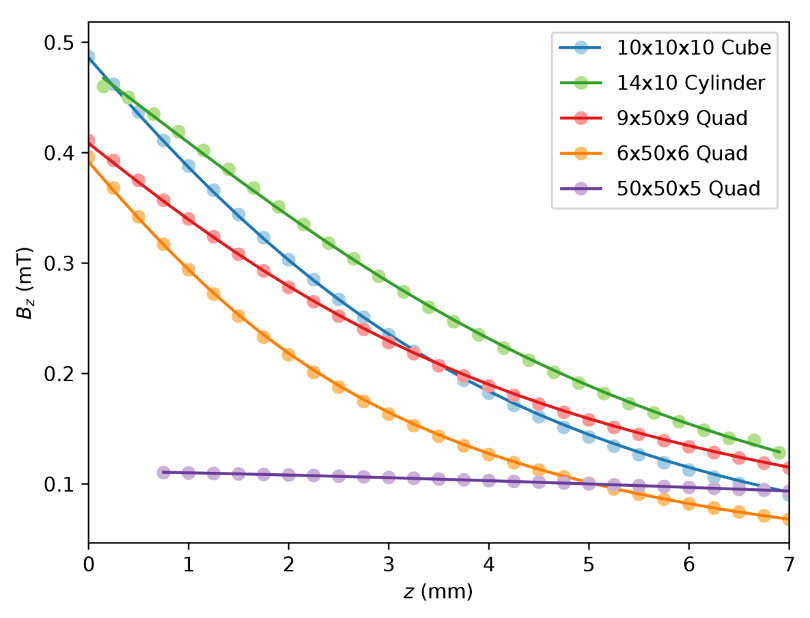 10x10x10 Cube
14x10 Cylinder
9x50x9 Quad
6x50x6 Quad
50x50x5 Quad
0.5
0.4
0.3
0.2
0.1
B_z (mT)
0 1 2 3 4 5 6 7
z (mm)